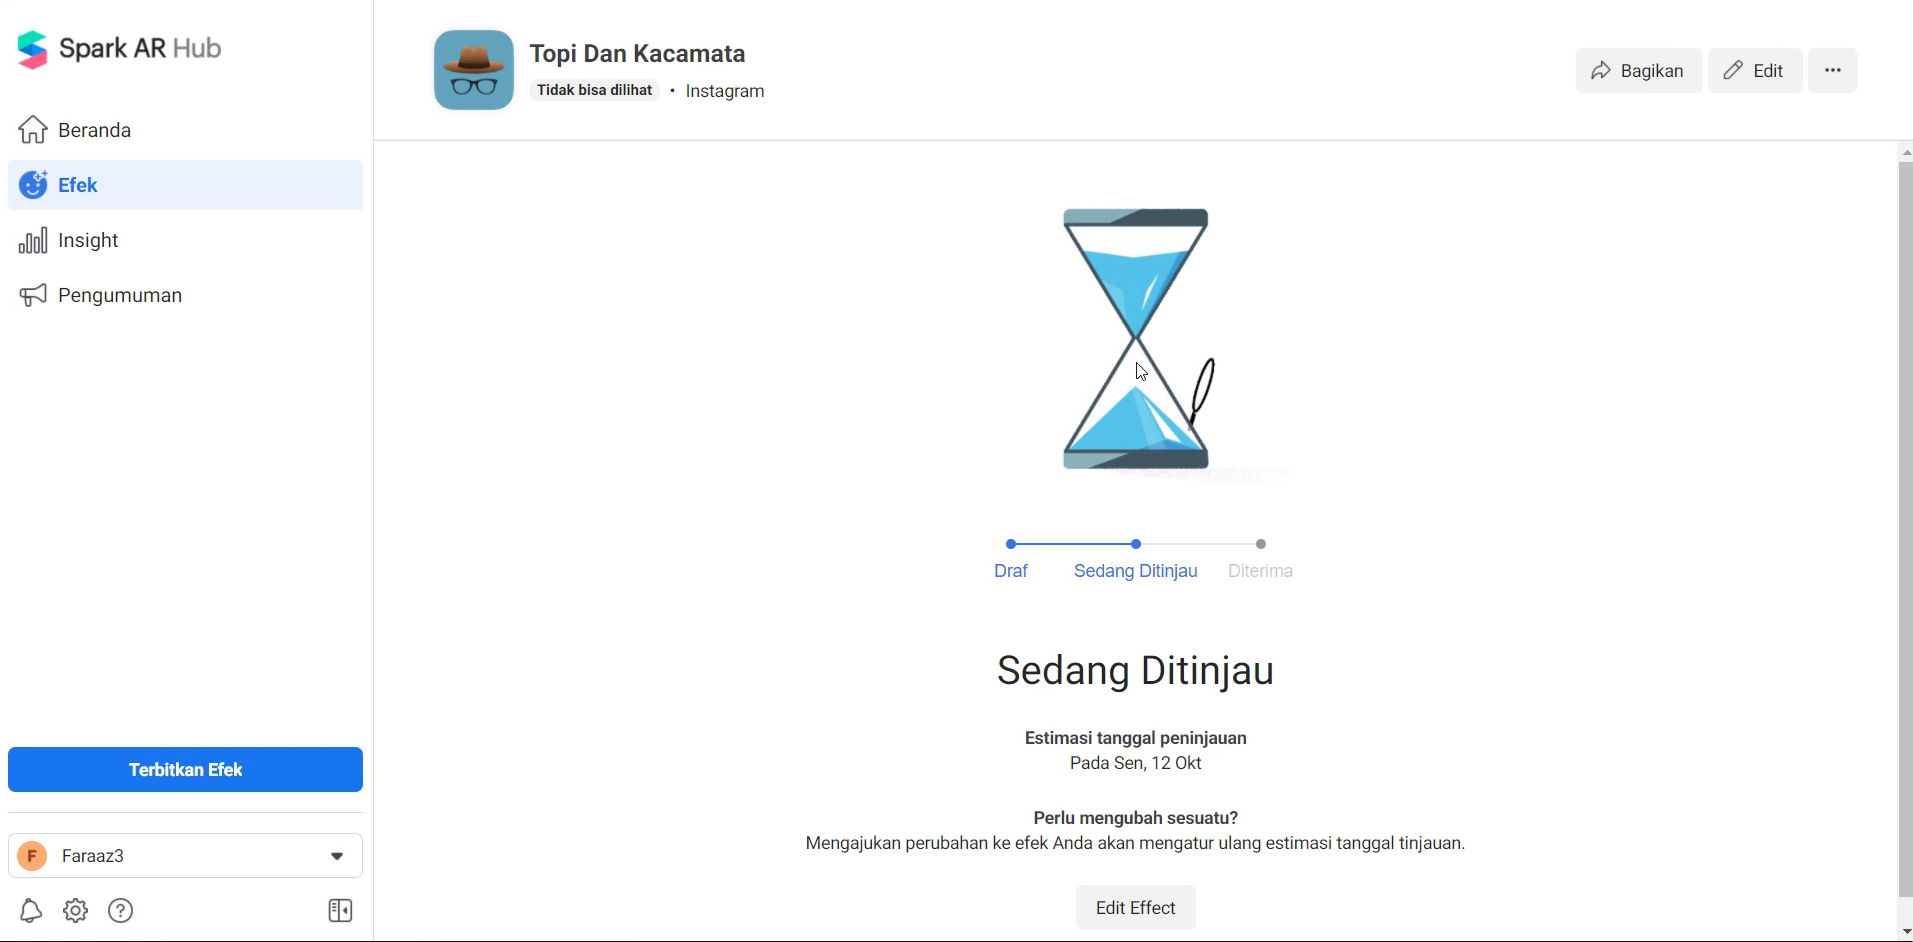 Spark AR Hub
Beranda
Efek
Insight
Pengumuman
Terbitkan Efek
F Faraaz3
Topi Dan Kacamata
Tidak bisa dilihat • Instagram
Bagikan
Edit
Draf
Sedang Ditinjau
Diterima
Sedang Ditinjau
Estimasi tanggal peninjauan
Pada Sen, 12 Okt
Perlu mengubah sesuatu?
Mengajukan perubahan ke efek Anda akan mengatur ulang estimasi tanggal tinjauan.
Edit Effect